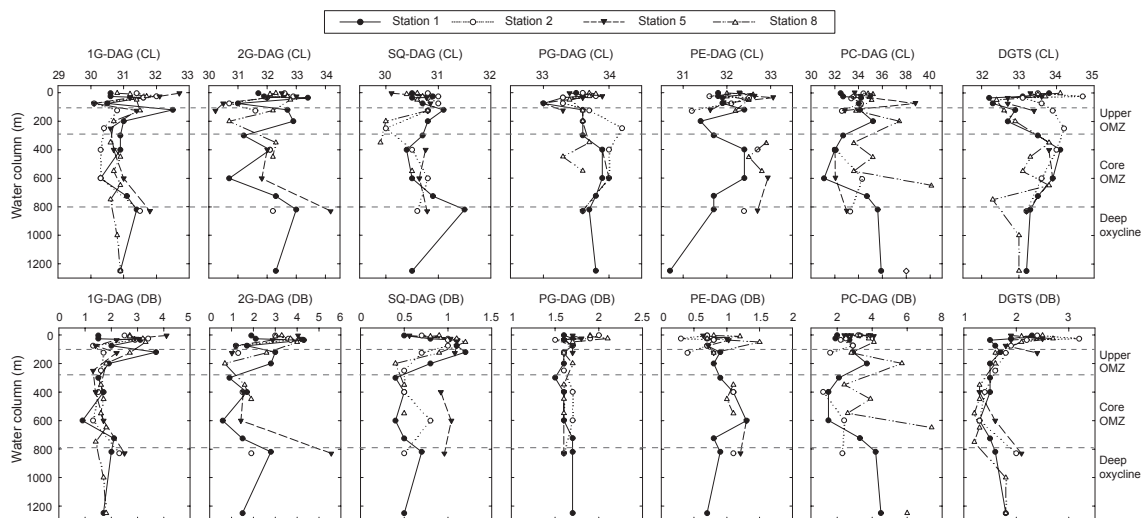 Station 1 Station 2 Station 5 Station 8
1G-DAG (CL) 2G-DAG (CL) SQ-DAG (CL) PG-DAG (CL) PE-DAG (CL) PC-DAG (CL) DGTS (CL)
29 30 31 32 33 30 31 32 33 34 30 31 32 33 34 35 31 32 33 30 32 34 36 38 40 32 33 34 35
0
200
400
600
800
1000
1200
Water column (m)
Upper
OMZ
Core
OMZ
Deep
oxycline
1G-DAG (DB) 2G-DAG (DB) SQ-DAG (DB) PG-DAG (DB) PE-DAG (DB) PC-DAG (DB) DGTS (DB)
0 1 2 3 4 5 0 1 2 3 4 5 6 0.0 0.5 1.0 1.5 1.0 1.5 2.0 2.5 0 0.5 1 1.5 2 0 2 4 6 8 1 2 3
0
200
400
600
800
1000
1200
Water column (m)
Upper
OMZ
Core
OMZ
Deep
oxycline